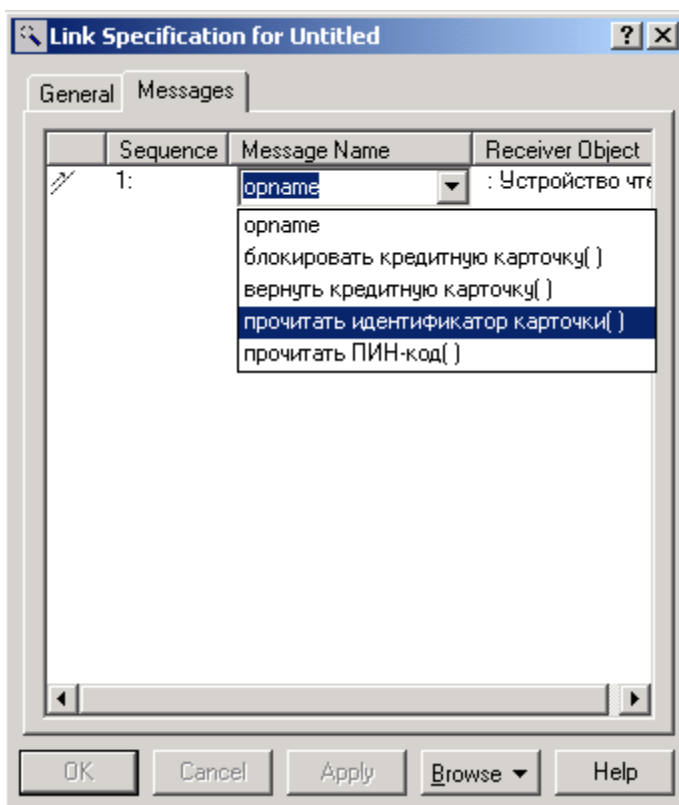 Link Specification for Untitled
General Messages
Sequence Message Name Receiver Object
1: opname : Устройство чте
opname
блокировать кредитную карточку( )
вернуть кредитную карточку( )
прочитать идентификатор карточки( )
прочитать ПИН-код( )
OK Cancel Apply Browse Help